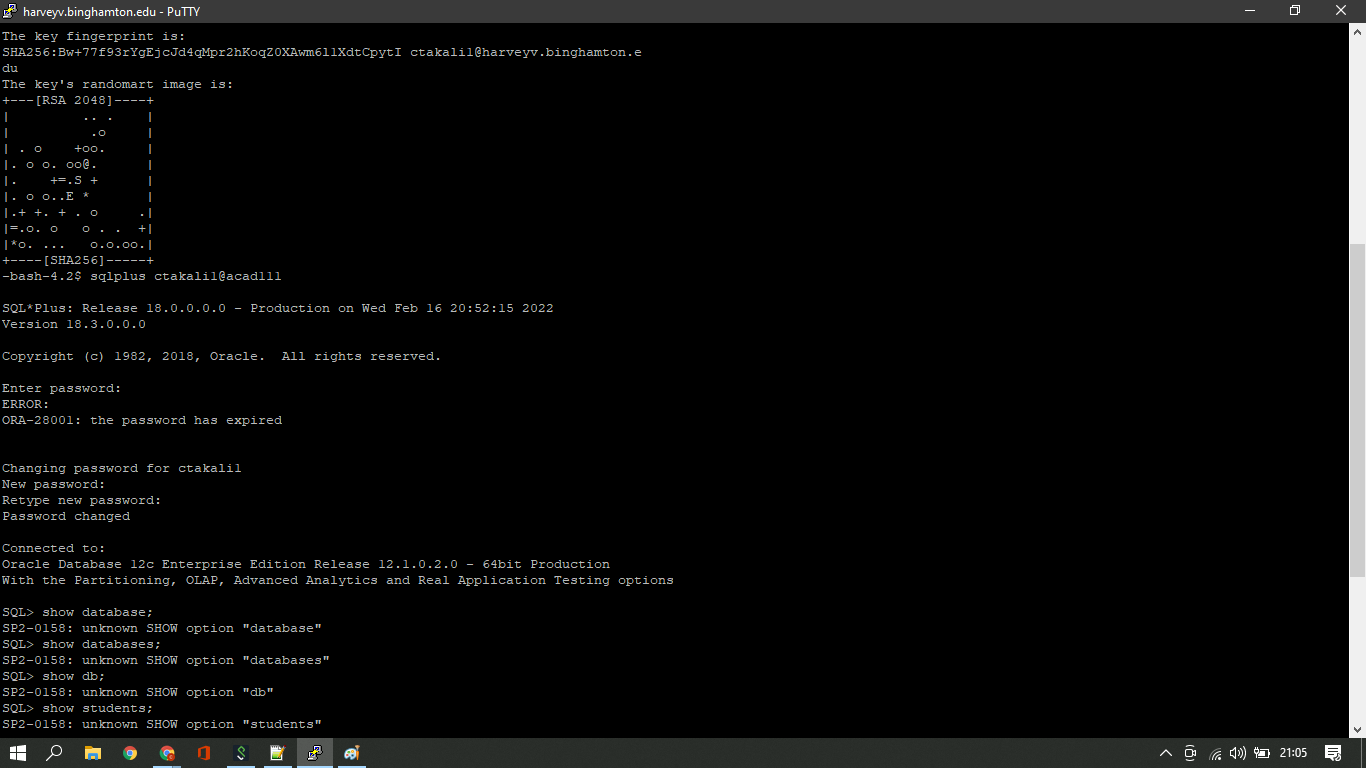 harveyv.binghamton.edu - PuTTY
The key fingerprint is:
SHA256:Bw+77f93rYgEjcJd4qMpr2hKoqZ0XAwm6llXdtCpytI ctakali1@harveyv.binghamton.e
du
The key's randomart image is:
+---[RSA 2048]----+
|         .. .    |
|          .o     |
| . o    +oo.     |
|. o o. oo@.      |
|.    +=.S +      |
|. o o..E *       |
|.+ +. + . o     .|
|=.o. o   o . .  +|
|*o. ...   o.o.oo.|
+----[SHA256]-----+
-bash-4.2$ sqlplus ctakali1@acad111
SQL*Plus: Release 18.0.0.0.0 - Production on Wed Feb 16 20:52:15 2022
Version 18.3.0.0.0
Copyright (c) 1982, 2018, Oracle.  All rights reserved.
Enter password:
ERROR:
ORA-28001: the password has expired
Changing password for ctakali1
New password:
Retype new password:
Password changed
Connected to:
Oracle Database 12c Enterprise Edition Release 12.1.0.2.0 - 64bit Production
With the Partitioning, OLAP, Advanced Analytics and Real Application Testing options
SQL> show database;
SP2-0158: unknown SHOW option "database"
SQL> show databases;
SP2-0158: unknown SHOW option "databases"
SQL> show db;
SP2-0158: unknown SHOW option "db"
SQL> show students;
SP2-0158: unknown SHOW option "students"
21:05